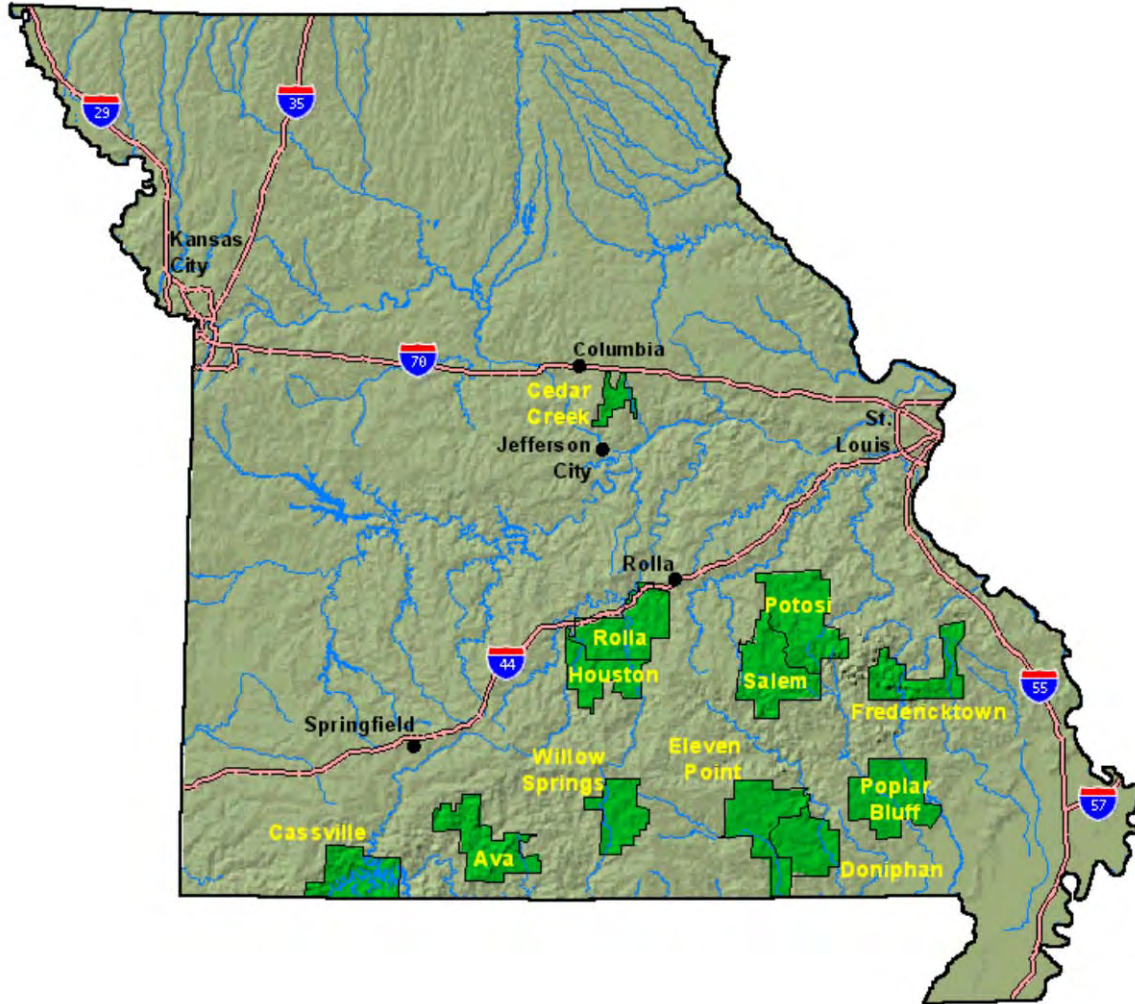 29
35
Kansas
City
70
Columbia
Cedar
Creek
St.
Louis
Jefferson
City
Rolla
Potosi
Rolla
Houston
44
Salem
55
Fredericktown
Springfield
Willow
Springs
Eleven
Point
Poplar
Bluff
57
Cassville
Ava
Doniphan